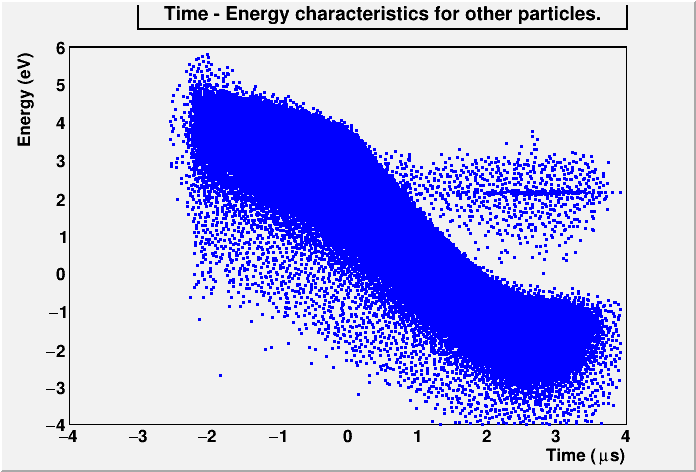 Time - Energy characteristics for other particles.
Energy (eV)
6
5
4
3
2
1
0
−1
−2
−3
−4
−4 −3 −2 −1 0 1 2 3 4
Time (μs)